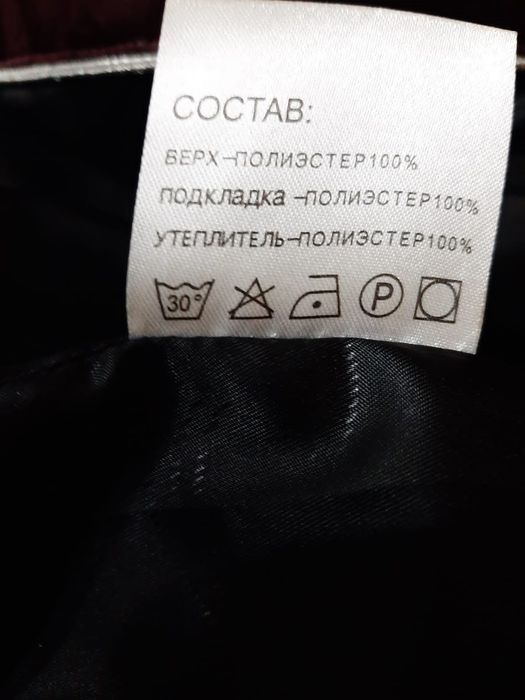 СОСТАВ:
ВЕРХ–ПОЛИЭСТЕР100%
ПОДКЛАДКА –ПОЛИЭСТЕР100%
УТЕПЛИТЕЛЬ–ПОЛИЭСТЕР100%
30° P